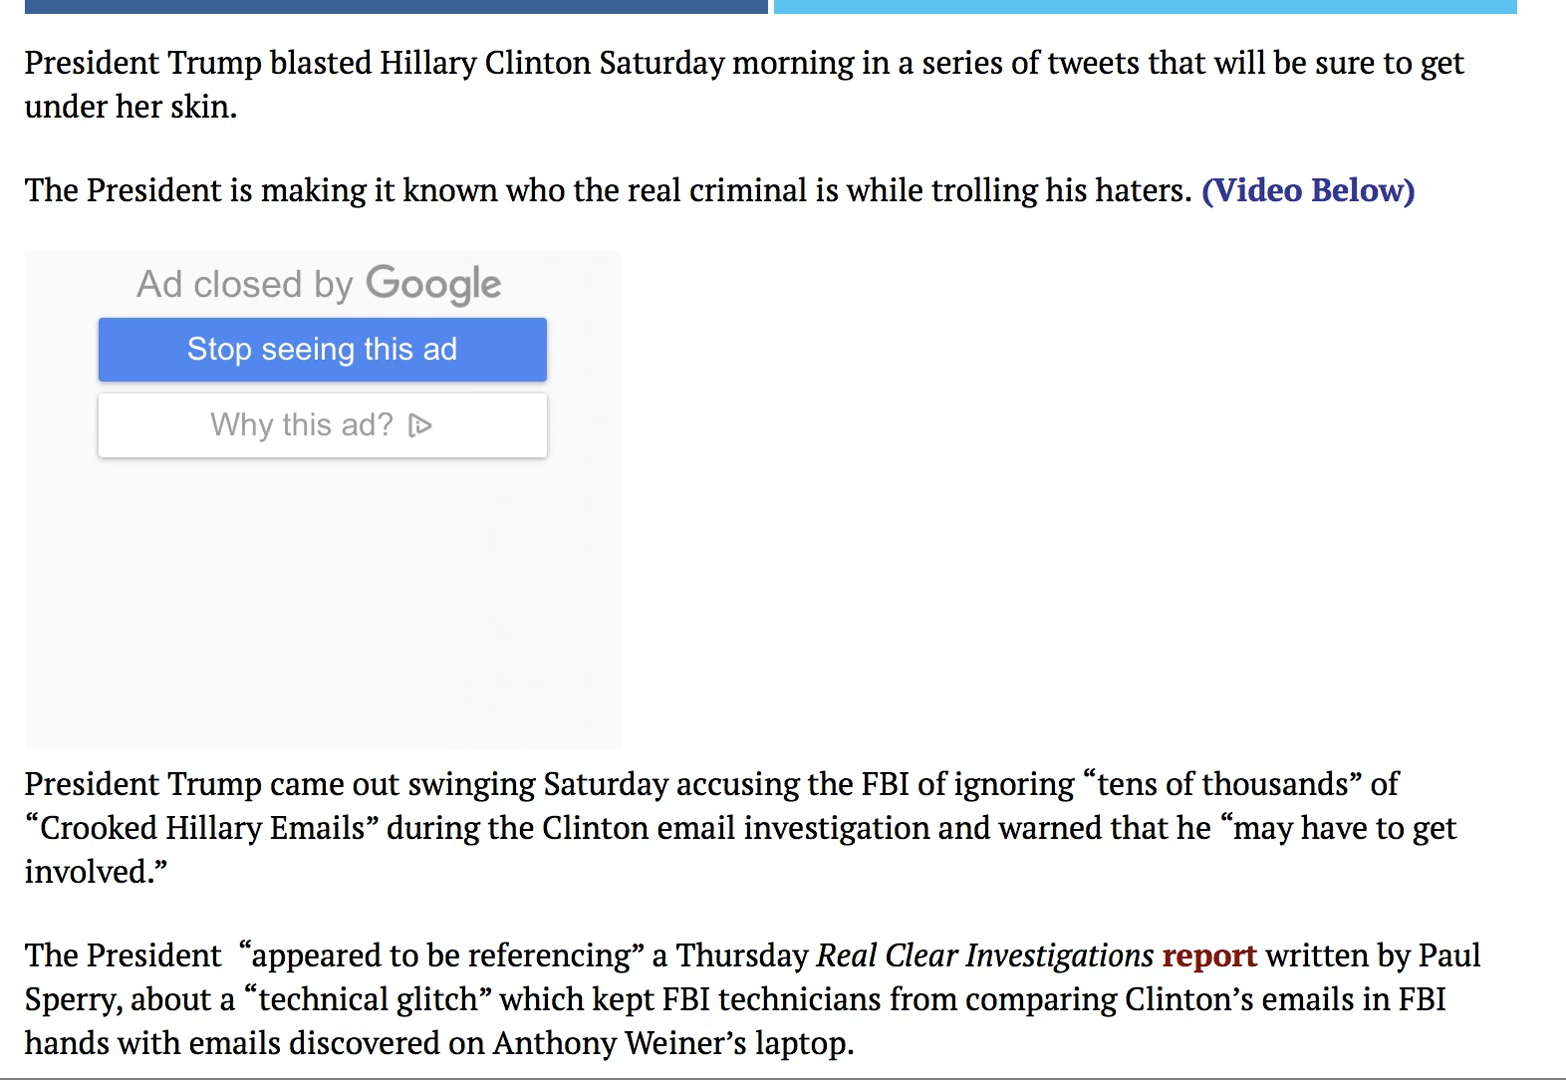 President Trump blasted Hillary Clinton Saturday morning in a series of tweets that will be sure to get
under her skin.
The President is making it known who the real criminal is while trolling his haters. (Video Below)
Ad closed by Google
Stop seeing this ad
Why this ad?
President Trump came out swinging Saturday accusing the FBI of ignoring “tens of thousands” of
“Crooked Hillary Emails” during the Clinton email investigation and warned that he “may have to get
involved.”
The President “appeared to be referencing” a Thursday Real Clear Investigations report written by Paul
Sperry, about a “technical glitch” which kept FBI technicians from comparing Clinton’s emails in FBI
hands with emails discovered on Anthony Weiner’s laptop.